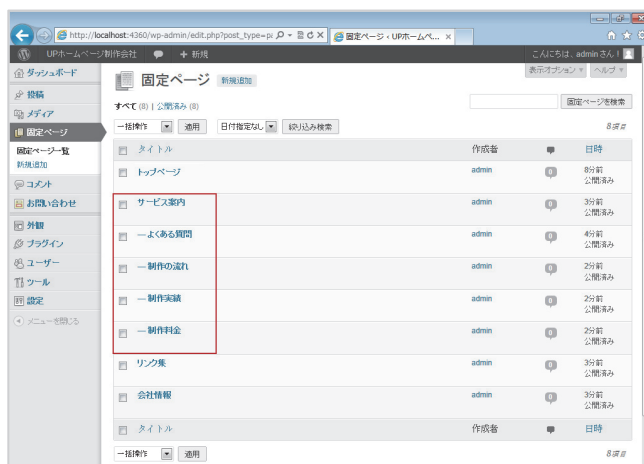 http://localhost:4360/wp-admin/edit.php?post_type=pa
固定ページ ‹ UPホームペ... ×
UPホームページ制作会社 + 新規 こんにちは、admin さん !
ダッシュボード
投稿
メディア
固定ページ
固定ページ一覧
新規追加
コメント
お問い合わせ
外観
プラグイン
ユーザー
ツール
設定
メニューを閉じる
表示オプション ▼ ヘルプ ▼
固定ページ 新規追加
すべて (8) | 公開済み (8)
固定ページを検索
一括操作 適用 日付指定なし 絞り込み検索 8項目
タイトル 作成者 日時
トップページ admin 0 8分前
公開済み
サービス案内 admin 0 3分前
公開済み
— よくある質問 admin 0 4分前
公開済み
— 制作の流れ admin 0 2分前
公開済み
— 制作実績 admin 0 2分前
公開済み
— 制作料金 admin 0 2分前
公開済み
リンク集 admin 0 3分前
公開済み
会社情報 admin 0 3分前
公開済み
タイトル 作成者 日時
一括操作 適用 8項目